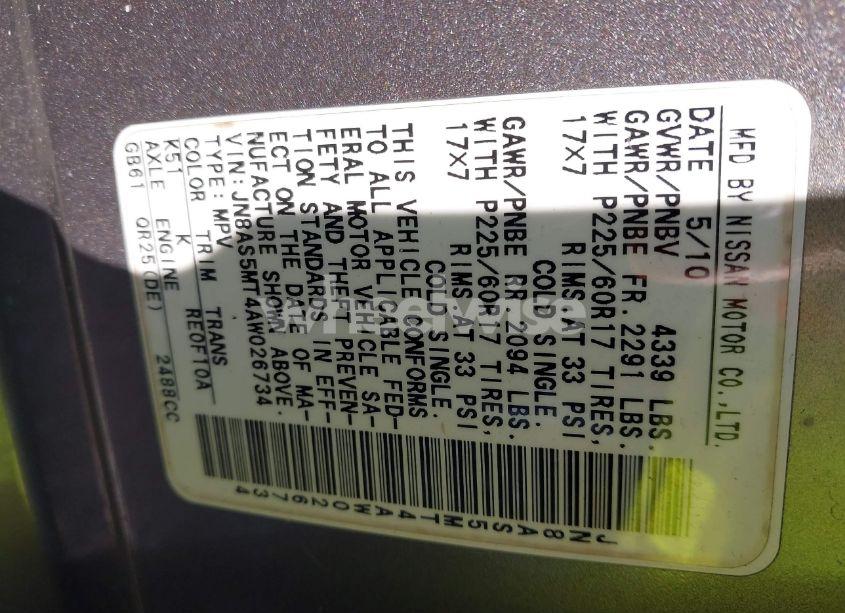 MFD BY NISSAN MOTOR CO.,LTD.
DATE 5/10
GVWR/PNBV 4339 LBS.
GAWR/PNBE FR. 2291 LBS.
WITH P225/60R17 TIRES,
17X7 RIMS.AT 33 PSI
COLD SINGLE.
GAWR/PNBE RR. 2094 LBS.
WITH P225/60R17 TIRES,
17X7 RIMS.AT 33 PSI
COLD SINGLE.
THIS VEHICLE CONFORMS
TO ALL APPLICABLE FED-
ERAL MOTOR VEHICLE SA-
FETY AND THEFT PREVEN-
TION STANDARDS IN EFF-
ECT ON THE DATE OF MA-
NUFACTURE SHOWN ABOVE.
VIN:JN8AS5MT4AW026734
TYPE:MPV
COLOR TRIM TRANS
K51 K RE0F10A
AXLE ENGINE
GB61 QR25(DE) 2488CC
JN8AS5MT4AW026734
wheelwise